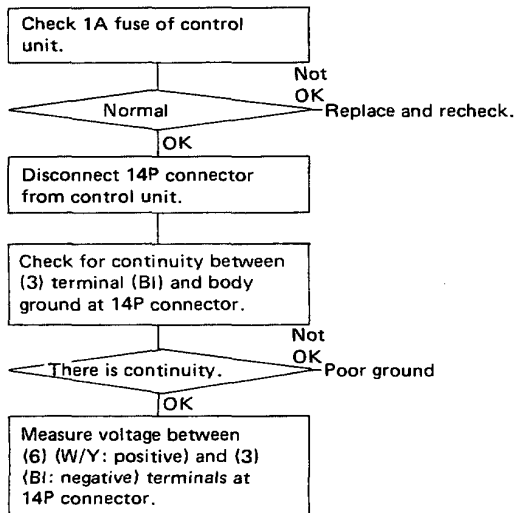 Check 1A fuse of control
unit.
Not
OK
Normal
Replace and recheck.
OK
Disconnect 14P connector
from control unit.
Check for continuity between
(3) terminal (Bl) and body
ground at 14P connector.
Not
OK
There is continuity.
Poor ground
OK
Measure voltage between
(6) (W/Y: positive) and (3)
(Bl: negative) terminals at
14P connector.